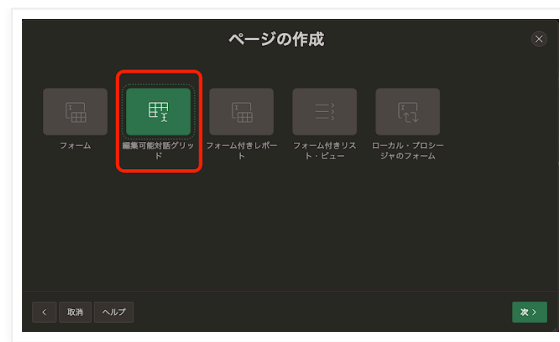 ページの作成
フォーム
編集可能対話グリッ
ド
フォーム付きレポー
ト
フォーム付きリス
ト・ビュー
ローカル・プロシー
ジャのフォーム
取消
ヘルプ
次